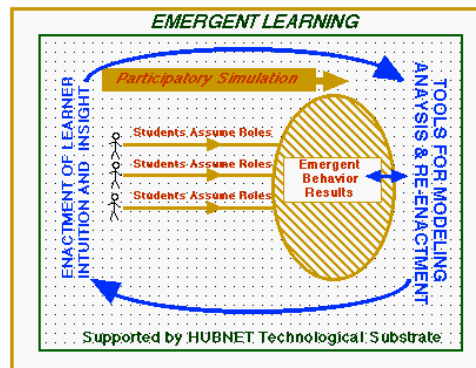 EMERGENT LEARNING
Participatory Simulation
ENACTMENT OF LEARNER
INTUITION AND INSIGHT
Students Assume Roles
Students Assume Roles
Students Assume Roles
Emergent
Behavior
Results
TOOLS FOR MODELING
ANAYSIS & RE-ENACTMENT
Supported by HUBNET Technological Substrate